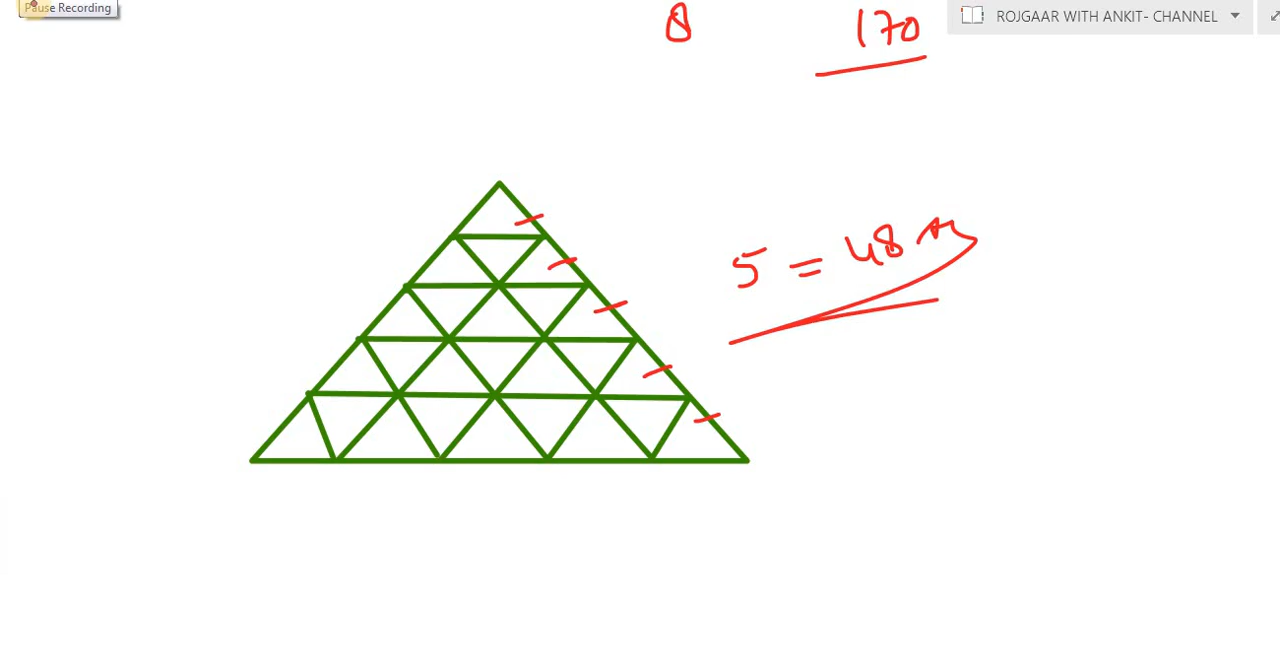 Pause Recording
8 170
ROJGAAR WITH ANKIT- CHANNEL
5 = 48